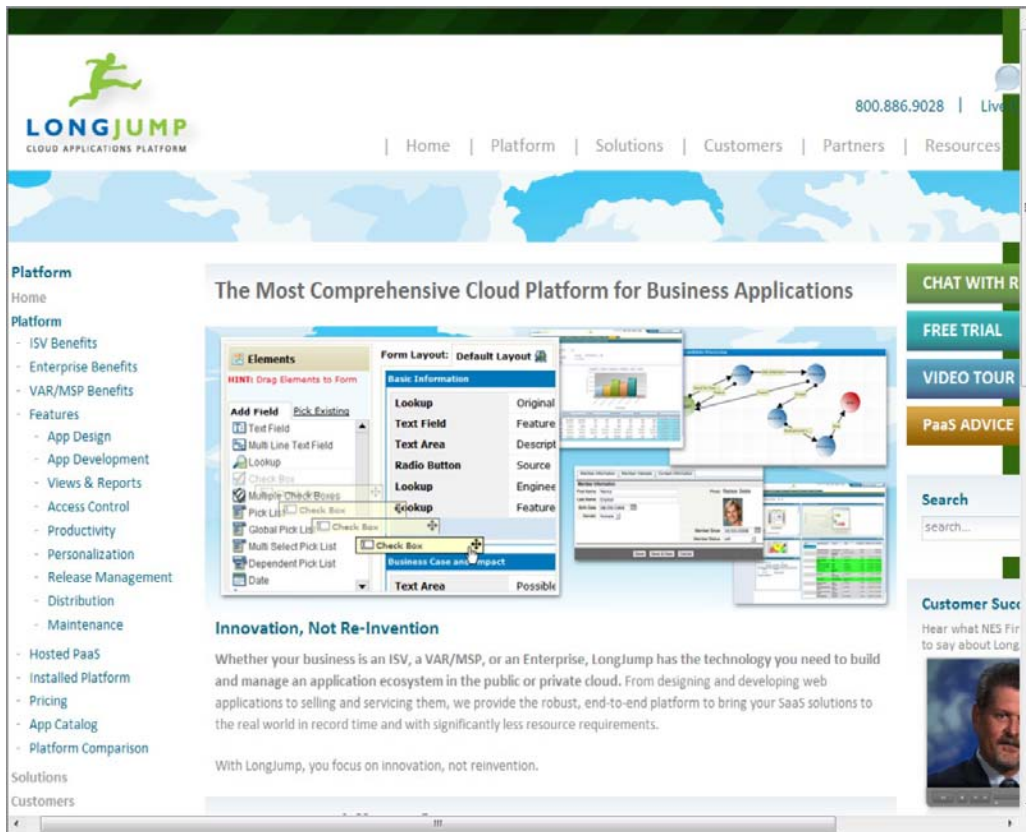 LONGJUMP
CLOUD APPLICATIONS PLATFORM
800.886.9028 | Live
| Home | Platform | Solutions | Customers | Partners | Resources
Platform
Home
Platform
- ISV Benefits
- Enterprise Benefits
- VAR/MSP Benefits
- Features
- App Design
- App Development
- Views & Reports
- Access Control
- Productivity
- Personalization
- Release Management
- Distribution
- Maintenance
- Hosted PaaS
- Installed Platform
- Pricing
- App Catalog
- Platform Comparison
Solutions
Customers
The Most Comprehensive Cloud Platform for Business Applications
Elements
HINT: Drag Elements to Form
Add Field Pick Existing
Text Field
Multi Line Text Field
Lookup
Check Box
Multiple Check Boxes
Pick List
Check Box
Global Pick List
Check Box
Multi Select Pick List
Check Box
Dependent Pick List
Date
Form Layout: Default Layout
Basic Information
Lookup Original
Text Field Feature
Text Area Descript
Radio Button Source
Lookup Enginee
Lookup Feature
Business Case and Impact
Text Area Possible
Innovation, Not Re-Invention
Whether your business is an ISV, a VAR/MSP, or an Enterprise, LongJump has the technology you need to build
and manage an application ecosystem in the public or private cloud. From designing and developing web
applications to selling and servicing them, we provide the robust, end-to-end platform to bring your SaaS solutions to
the real world in record time and with significantly less resource requirements.
With LongJump, you focus on innovation, not reinvention.
CHAT WITH R
FREE TRIAL
VIDEO TOUR
PaaS ADVICE
Search
search...
Customer Succ
Hear what NES Fir
to say about Long